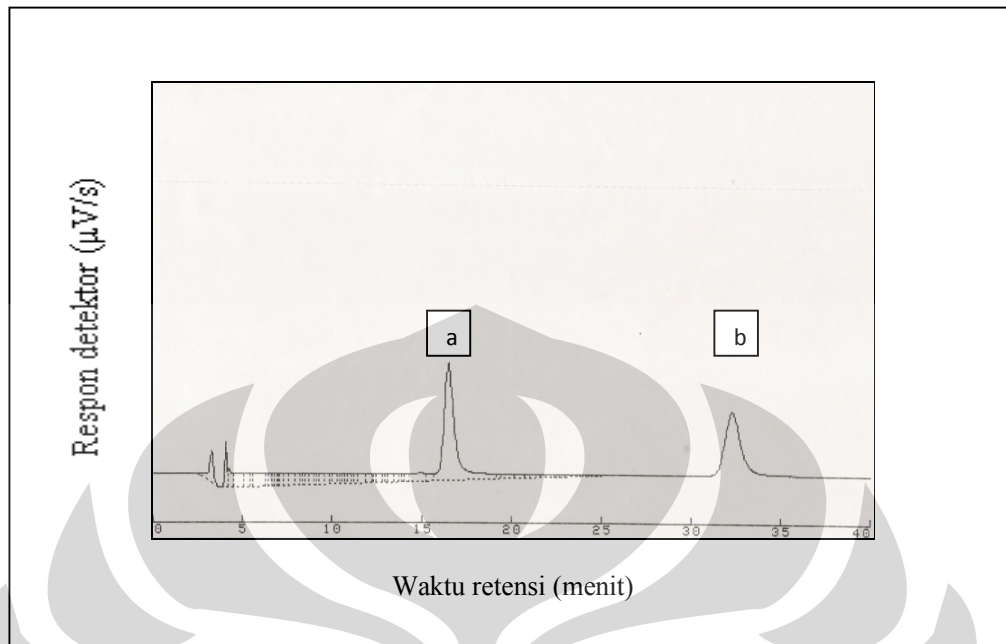 Respon detektor (µV/s)
a
b
0 5 10 15 20 25 30 35 40
Waktu retensi (menit)